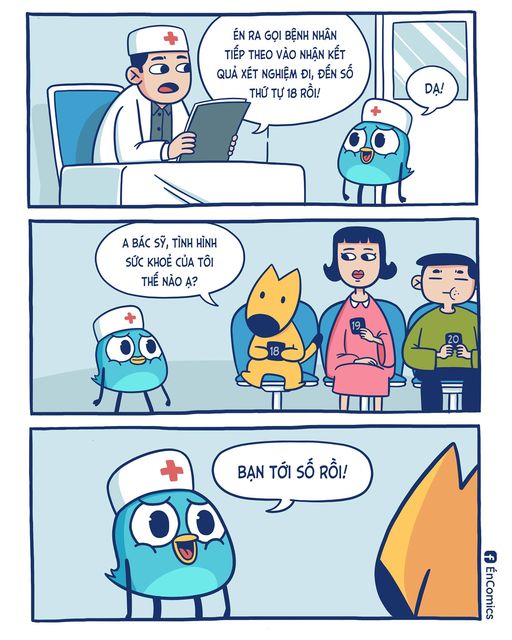 ÉN RA GỌI BỆNH NHÂN
TIẾP THEO VÀO NHẬN KẾT
QUẢ XÉT NGHIỆM ĐI, ĐẾN SỐ
THỨ TỰ 18 RỒI!
DẠ!
A BÁC SỸ, TÌNH HÌNH
SỨC KHOẺ CỦA TÔI
THẾ NÀO Ạ?
18
19
20
BẠN TỚI SỐ RỒI!
ÉnComics